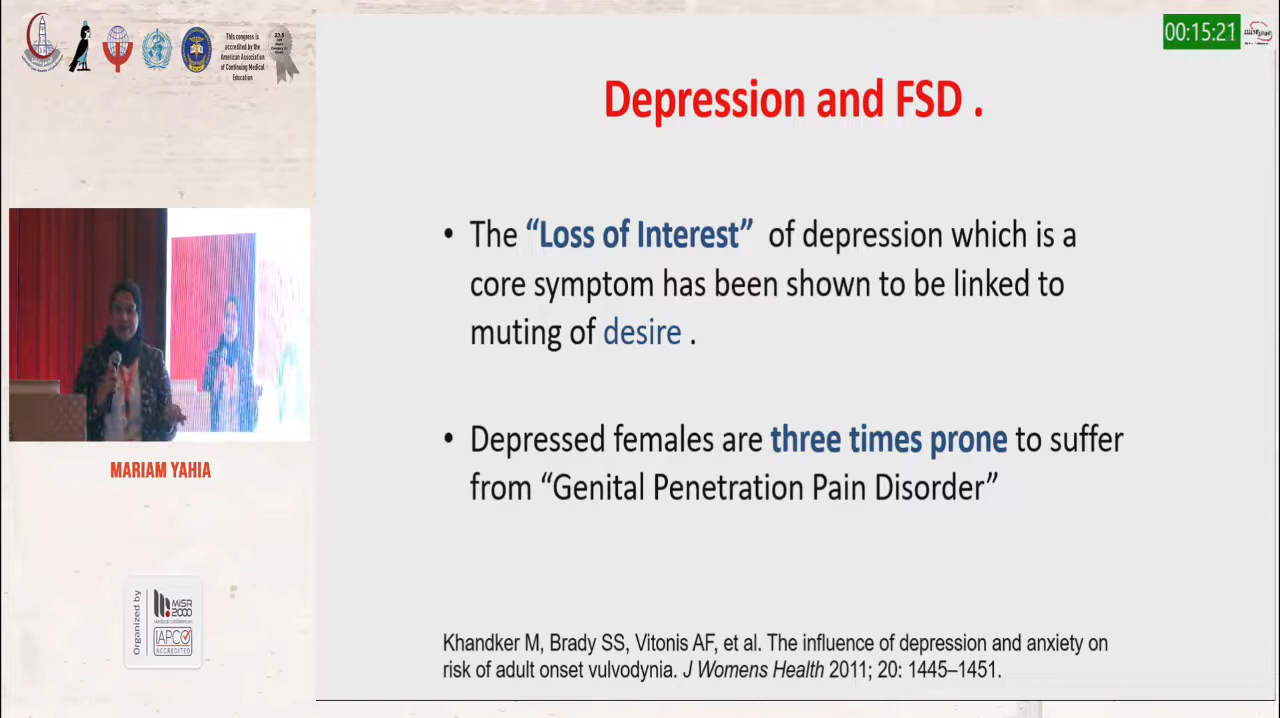 This congress is
accredited by the
American Association
of Continuing Medical
Education
00:15:21
Depression and FSD .
• The “Loss of Interest” of depression which is a
core symptom has been shown to be linked to
muting of desire .
• Depressed females are three times prone to suffer
from “Genital Penetration Pain Disorder”
MARIAM YAHIA
Organized by
MISR
2000
Medical conferences
IAPCO
ACCREDITED
Khandker M, Brady SS, Vitonis AF, et al. The influence of depression and anxiety on
risk of adult onset vulvodynia. J Womens Health 2011; 20: 1445–1451.